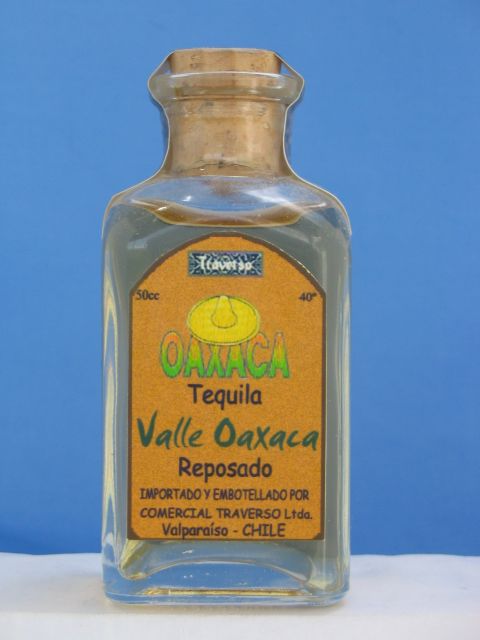 Traverso
50cc 40°
OAXACA
Tequila
Valle Oaxaca
Reposado
IMPORTADO Y EMBOTELLADO POR
COMERCIAL TRAVERSO Ltda.
Valparaíso - CHILE